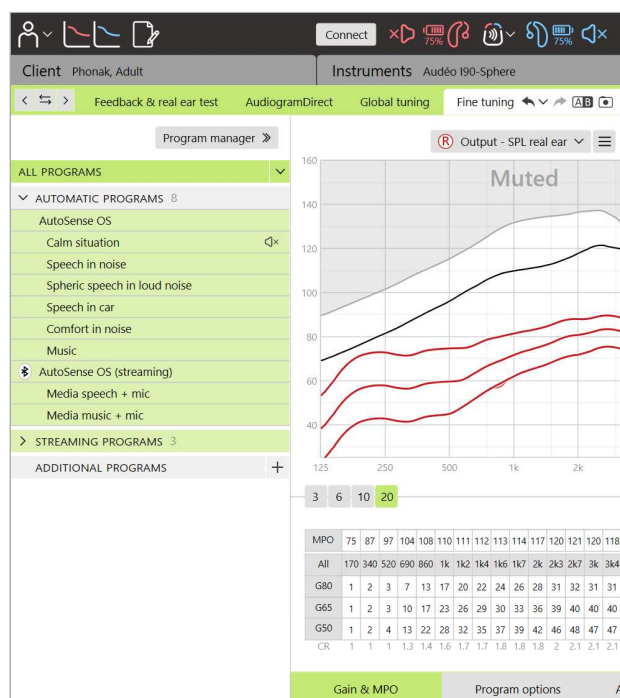 Connect
75%
75%
Client Phonak, Adult
Instruments Audéo I90-Sphere
Feedback & real ear test AudiogramDirect Global tuning Fine tuning AB
Program manager
R Output - SPL real ear
ALL PROGRAMS
AUTOMATIC PROGRAMS 8
AutoSense OS
Calm situation
Speech in noise
Spheric speech in loud noise
Speech in car
Comfort in noise
Music
AutoSense OS (streaming)
Media speech + mic
Media music + mic
STREAMING PROGRAMS 3
ADDITIONAL PROGRAMS
Muted
160
140
120
100
80
60
40
125 250 500 1k 2k
3 6 10 20
MPO 75 87 97 104 108 110 111 112 113 114 117 120 121 120 118
All 170 340 520 690 860 1k 1k2 1k4 1k6 1k7 2k 2k3 2k7 3k 3k4
G80 1 2 3 7 13 17 20 22 24 26 28 31 32 31 31
G65 1 2 3 10 17 23 26 29 30 33 36 39 40 40 40
G50 1 2 4 13 22 28 32 35 37 39 42 46 48 47 47
CR 1 1 1 1.3 1.4 1.6 1.7 1.7 1.8 1.8 1.8 2 2.1 2.1 2.1
Gain & MPO Program options A